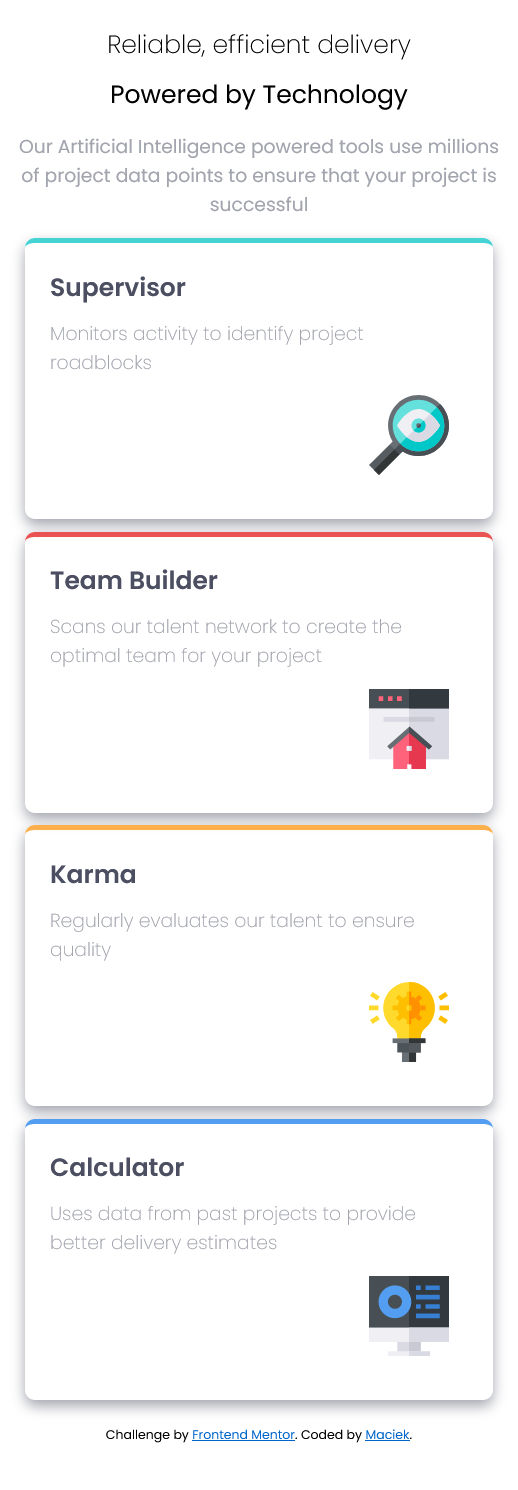 Reliable, efficient delivery
Powered by Technology
Our Artificial Intelligence powered tools use millions
of project data points to ensure that your project is
successful
Supervisor
Monitors activity to identify project
roadblocks
Team Builder
Scans our talent network to create the
optimal team for your project
Karma
Regularly evaluates our talent to ensure
quality
Calculator
Uses data from past projects to provide
better delivery estimates
Challenge by Frontend Mentor. Coded by Maciek.